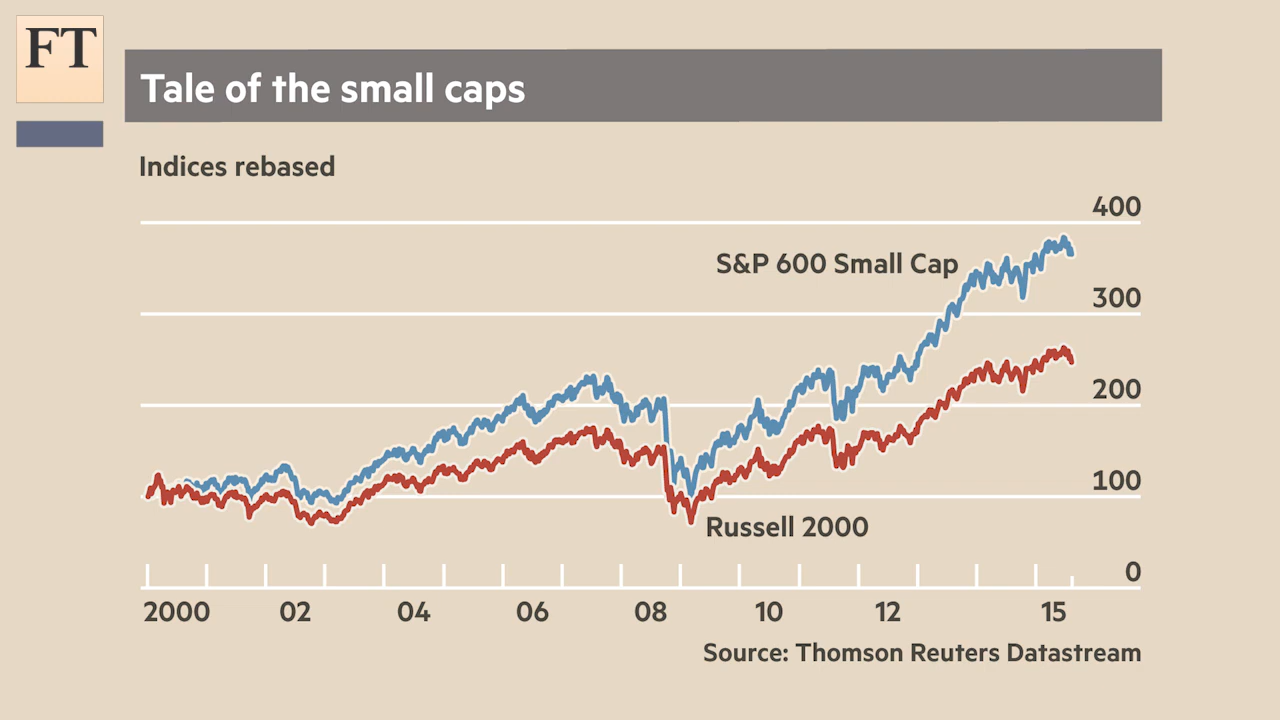 FT
Tale of the small caps
Indices rebased
400
S&P 600 Small Cap
300
200
100
Russell 2000
0
2000 02 04 06 08 10 12 15
Source: Thomson Reuters Datastream